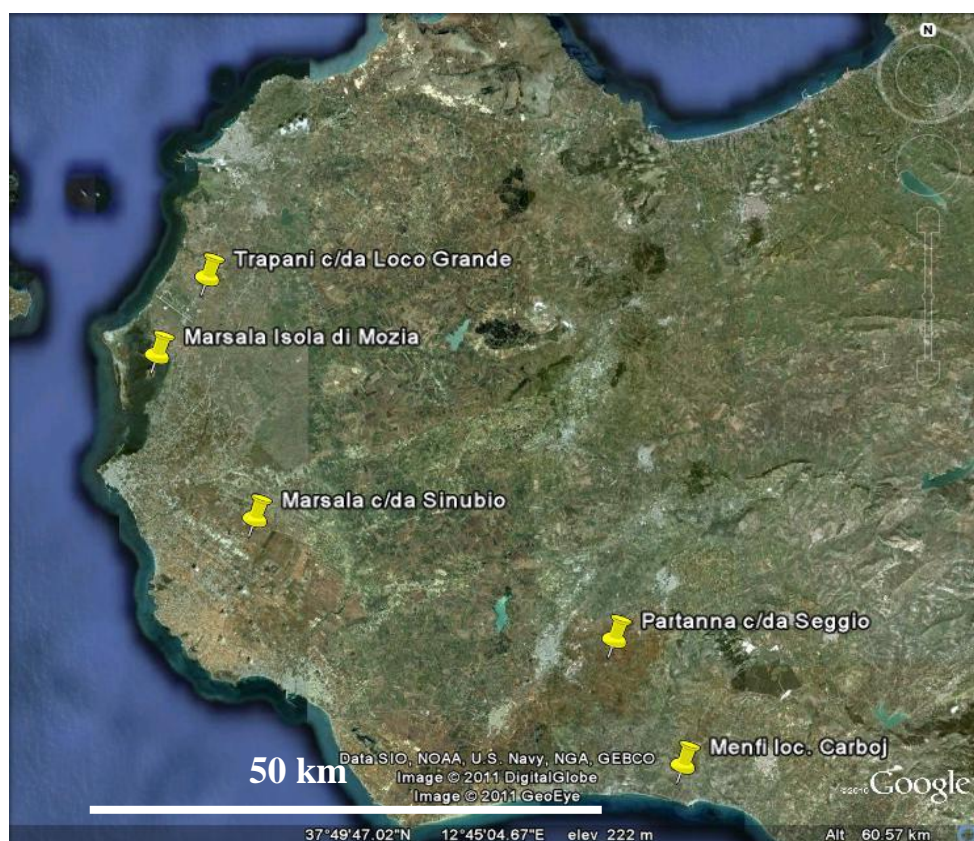 N
Trapani c/da Loco Grande
Marsala Isola di Mozia
Marsala c/da Sinubio
Partanna c/da Seggio
Menfi loc. Carboj
50 km
Data SIO, NOAA, U.S. Navy, NGA, GEBCO
Image © 2011 DigitalGlobe
Image © 2011 GeoEye
©2010 Google
37°49'47.02"N 12°45'04.67"E elev 222 m Alt 60.57 km